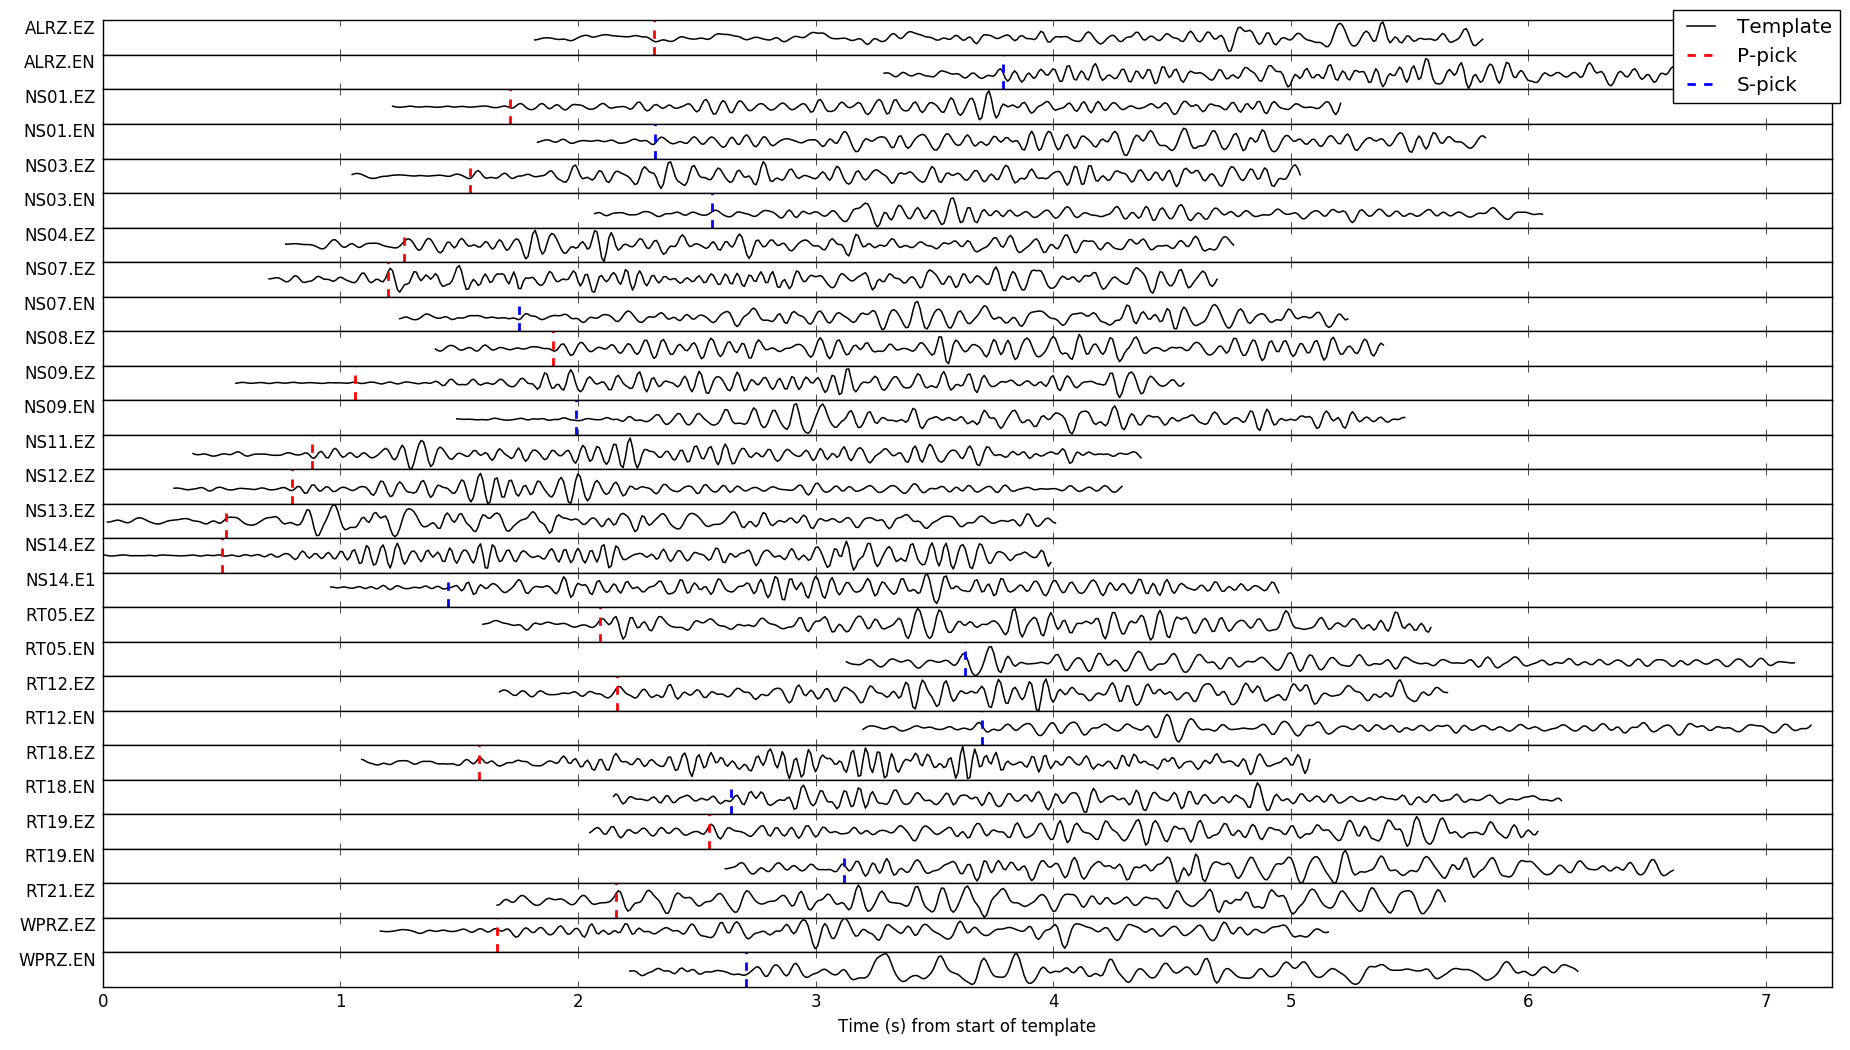 ALRZ.EZ
ALRZ.EN
NS01.EZ
NS01.EN
NS03.EZ
NS03.EN
NS04.EZ
NS07.EZ
NS07.EN
NS08.EZ
NS09.EZ
NS09.EN
NS11.EZ
NS12.EZ
NS13.EZ
NS14.EZ
NS14.E1
RT05.EZ
RT05.EN
RT12.EZ
RT12.EN
RT18.EZ
RT18.EN
RT19.EZ
RT19.EN
RT21.EZ
WPRZ.EZ
WPRZ.EN
Template
P-pick
S-pick
0 1 2 3 4 5 6 7
Time (s) from start of template